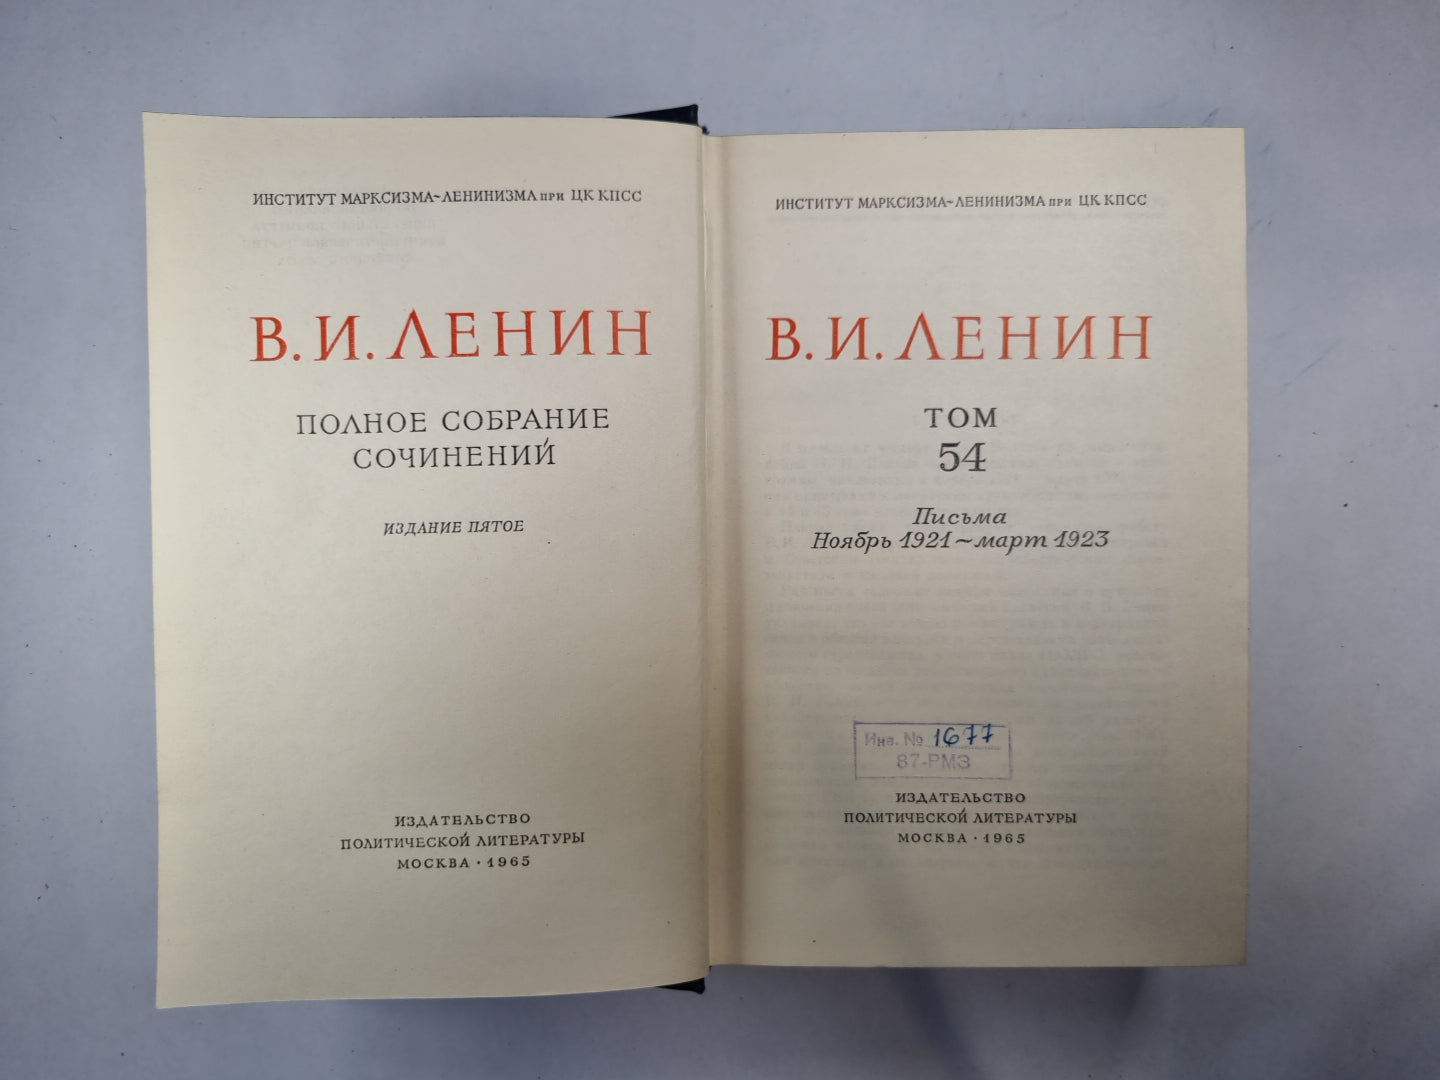 ИНСТИТУТ МАРКСИЗМА~ЛЕНИНИЗМА при ЦК КПСС
В. И. ЛЕНИН
ПОЛНОЕ СОБРАНИЕ
СОЧИНЕНИЙ
ИЗДАНИЕ ПЯТОЕ
ИЗДАТЕЛЬСТВО
ПОЛИТИЧЕСКОЙ ЛИТЕРАТУРЫ
МОСКВА · 1965
ИНСТИТУТ МАРКСИЗМА~ЛЕНИНИЗМА при ЦК КПСС
В. И. ЛЕНИН
ТОМ
54
Письма
Ноябрь 1921~март 1923
Инв. № 1677
87-РМЗ
ИЗДАТЕЛЬСТВО
ПОЛИТИЧЕСКОЙ ЛИТЕРАТУРЫ
МОСКВА · 1965